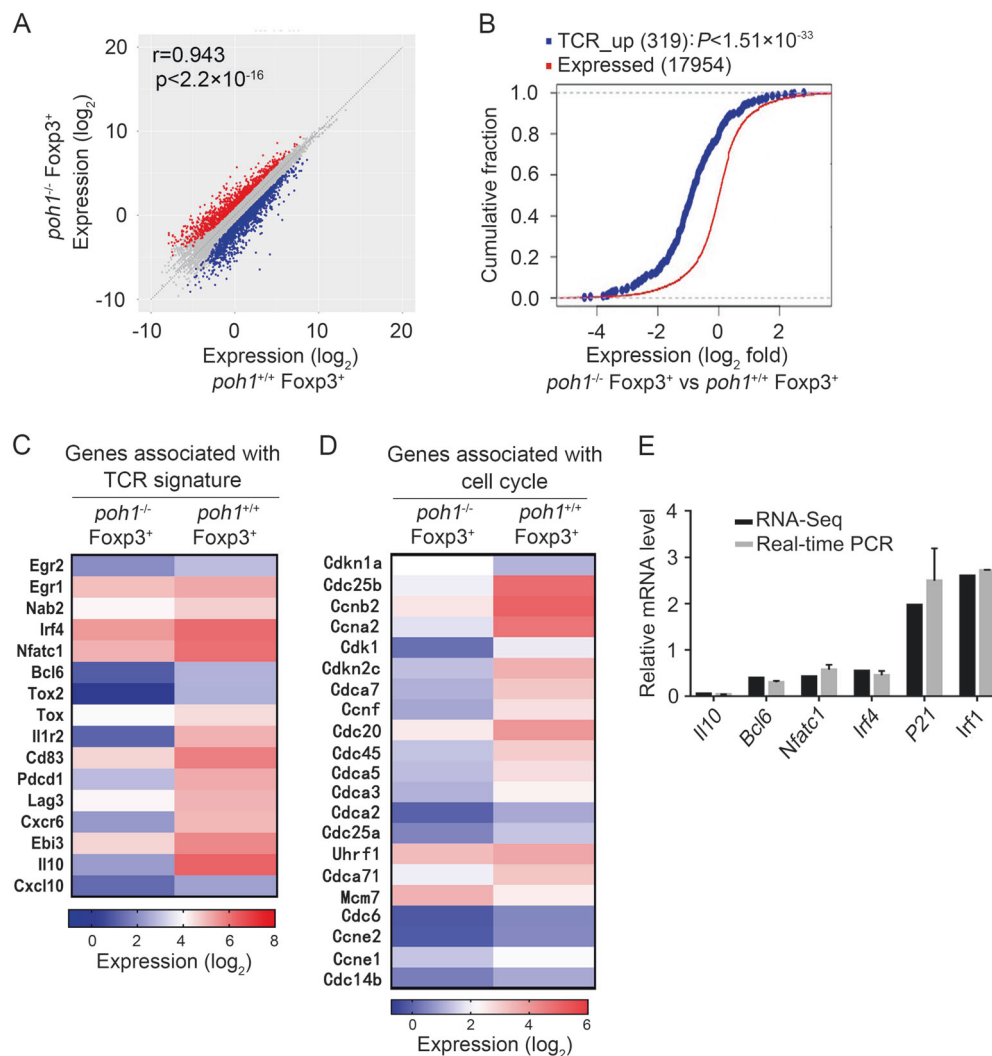 A
20
10
0
-10
-10
0
10
20
r=0.943
p<2.2×10⁻¹⁶
poh1⁻/⁻ Foxp3⁺
Expression (log₂)
Expression (log₂)
poh1⁺/⁺ Foxp3⁺
B
TCR_up (319): P<1.51×10⁻³³
Expressed (17954)
Cumulative fraction
1.0
0.8
0.6
0.4
0.2
0.0
-4
-2
0
2
Expression (log₂ fold)
poh1⁻/⁻ Foxp3⁺ vs poh1⁺/⁺ Foxp3⁺
C
Genes associated with
TCR signature
poh1⁻/⁻ poh1⁺/⁺
Foxp3⁺ Foxp3⁺
Egr2
Egr1
Nab2
Irf4
Nfatc1
Bcl6
Tox2
Tox
Il1r2
Cd83
Pdcd1
Lag3
Cxcr6
Ebi3
Il10
Cxcl10
0 2 4 6 8
Expression (log₂)
D
Genes associated with
cell cycle
poh1⁻/⁻ poh1⁺/⁺
Foxp3⁺ Foxp3⁺
Cdkn1a
Cdc25b
Ccnb2
Ccna2
Cdk1
Cdkn2c
Cdca7
Ccnf
Cdc20
Cdc45
Cdca5
Cdca3
Cdca2
Cdc25a
Uhrf1
Cdca71
Mcm7
Cdc6
Ccne2
Ccne1
Cdc14b
0 2 4 6
Expression (log₂)
E
RNA-Seq
Real-time PCR
Relative mRNA level
4
3
2
1
0
Il10
Bcl6
Nfatc1
Irf4
P21
Irf1